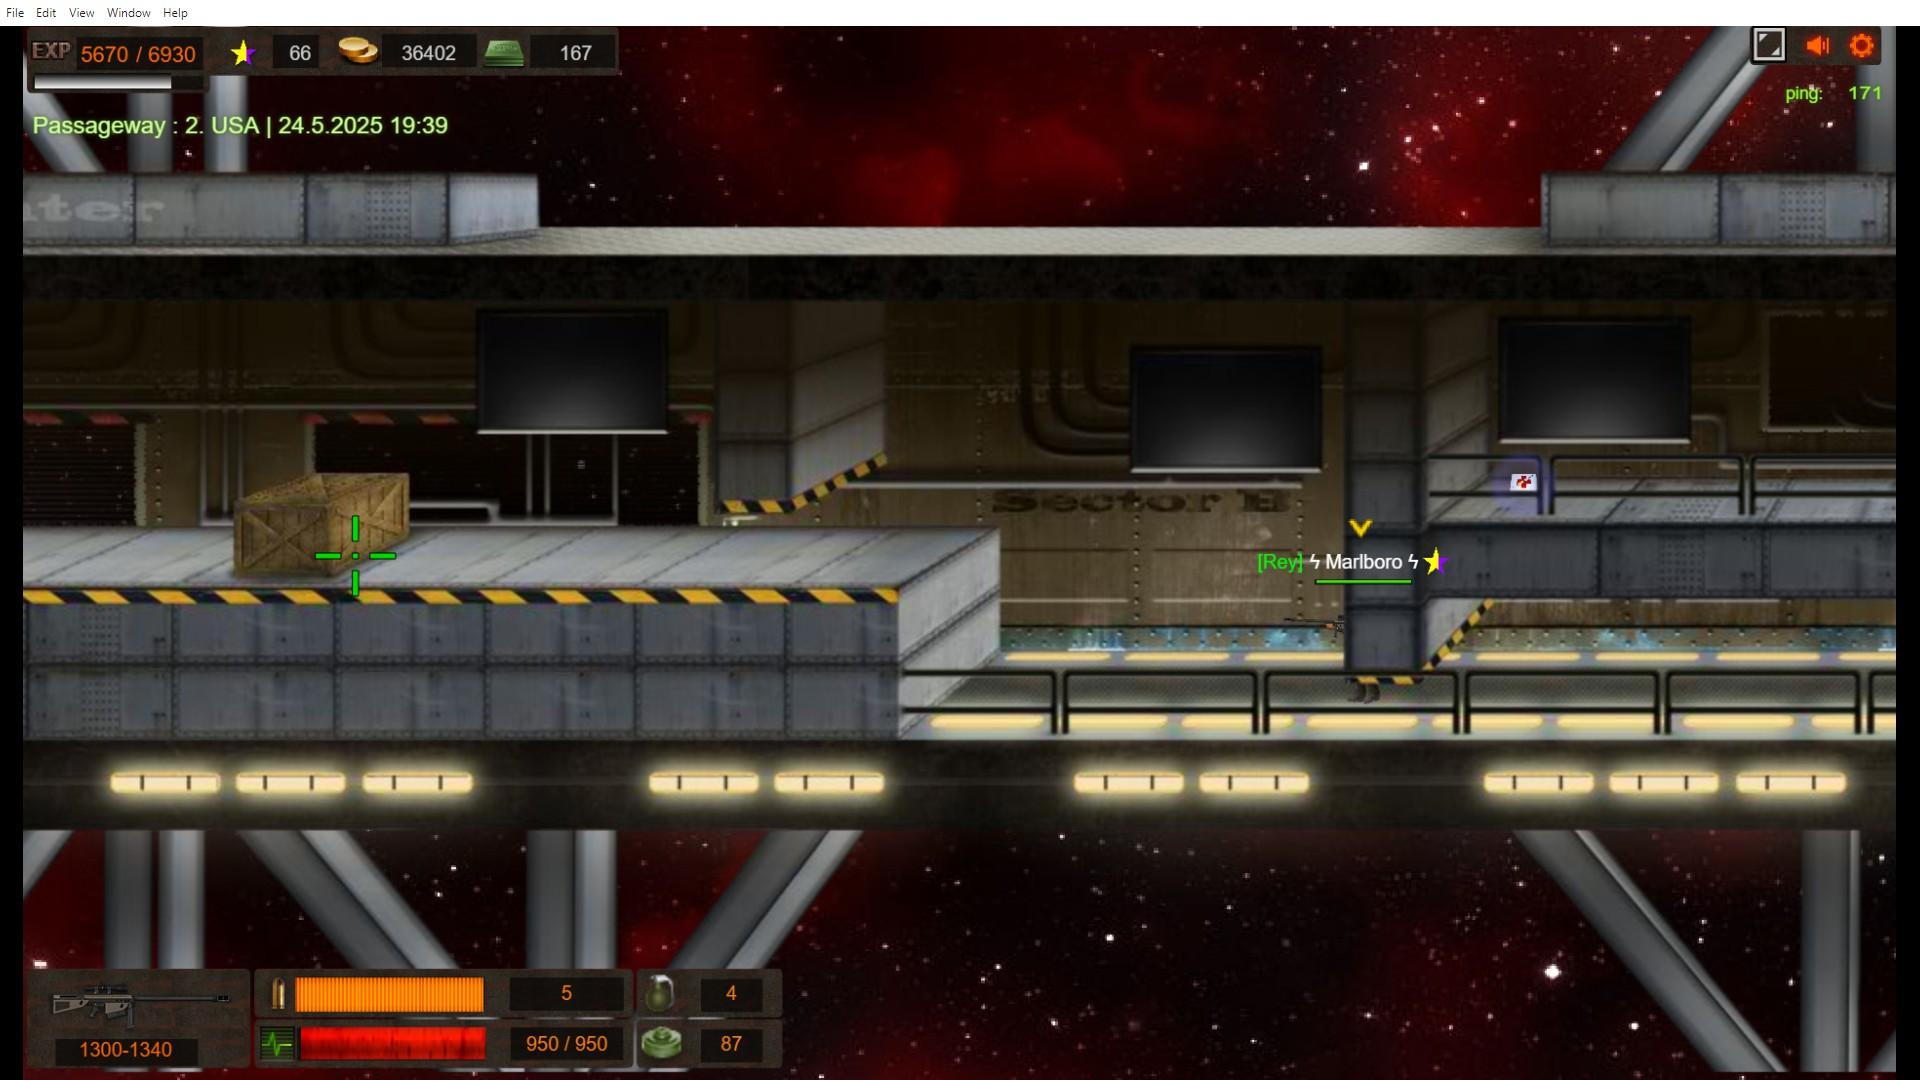 File Edit View Window Help
EXP 5670 / 6930 66 36402 167
ping: 171
Passageway : 2. USA | 24.5.2025 19:39
Sector B
[Rey] ϟ Marlboro ϟ
5 4
1300-1340 950 / 950 87